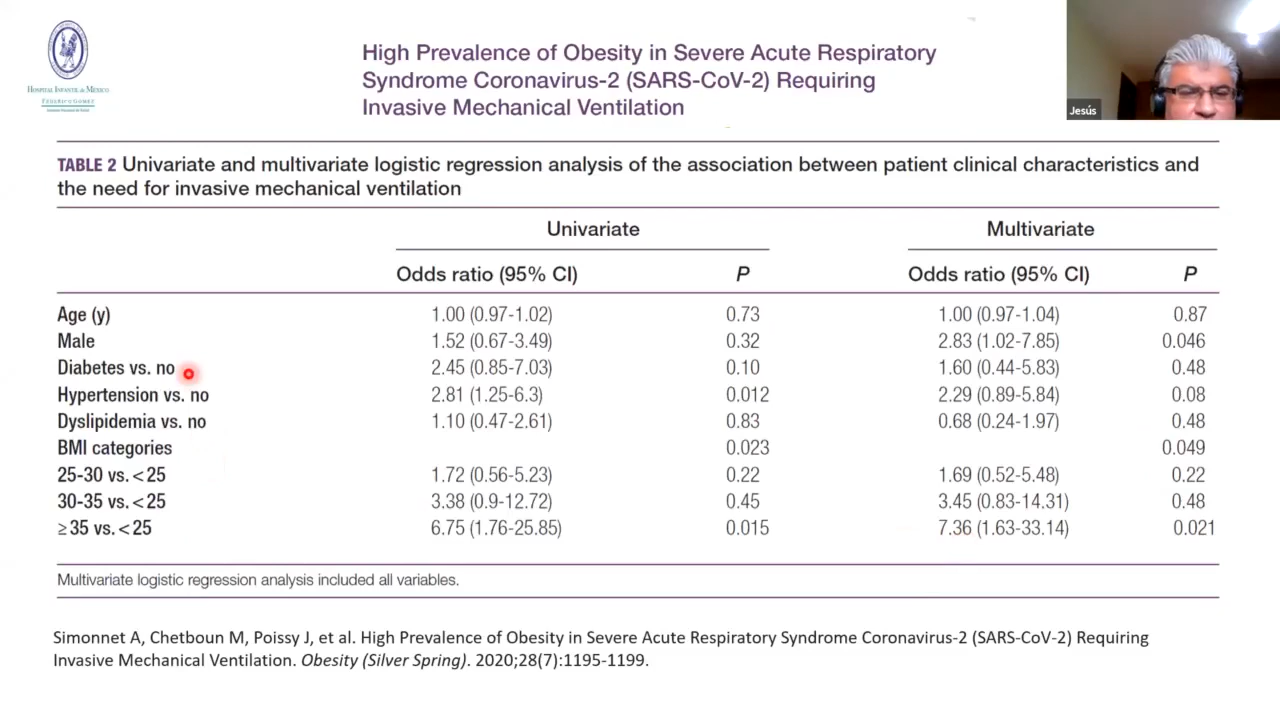 HOSPITAL INFANTIL de MÉXICO
FEDERICO GÓMEZ
High Prevalence of Obesity in Severe Acute Respiratory
Syndrome Coronavirus-2 (SARS-CoV-2) Requiring
Invasive Mechanical Ventilation
Jesús
TABLE 2 Univariate and multivariate logistic regression analysis of the association between patient clinical characteristics and
the need for invasive mechanical ventilation
Univariate Multivariate
Odds ratio (95% CI) P Odds ratio (95% CI) P
Age (y) 1.00 (0.97-1.02) 0.73 1.00 (0.97-1.04) 0.87
Male 1.52 (0.67-3.49) 0.32 2.83 (1.02-7.85) 0.046
Diabetes vs. no 2.45 (0.85-7.03) 0.10 1.60 (0.44-5.83) 0.48
Hypertension vs. no 2.81 (1.25-6.3) 0.012 2.29 (0.89-5.84) 0.08
Dyslipidemia vs. no 1.10 (0.47-2.61) 0.83 0.68 (0.24-1.97) 0.48
BMI categories 0.023 0.049
25-30 vs. <25 1.72 (0.56-5.23) 0.22 1.69 (0.52-5.48) 0.22
30-35 vs. <25 3.38 (0.9-12.72) 0.45 3.45 (0.83-14.31) 0.48
≥35 vs. <25 6.75 (1.76-25.85) 0.015 7.36 (1.63-33.14) 0.021
Multivariate logistic regression analysis included all variables.
Simonnet A, Chetboun M, Poissy J, et al. High Prevalence of Obesity in Severe Acute Respiratory Syndrome Coronavirus-2 (SARS-CoV-2) Requiring
Invasive Mechanical Ventilation. Obesity (Silver Spring). 2020;28(7):1195-1199.